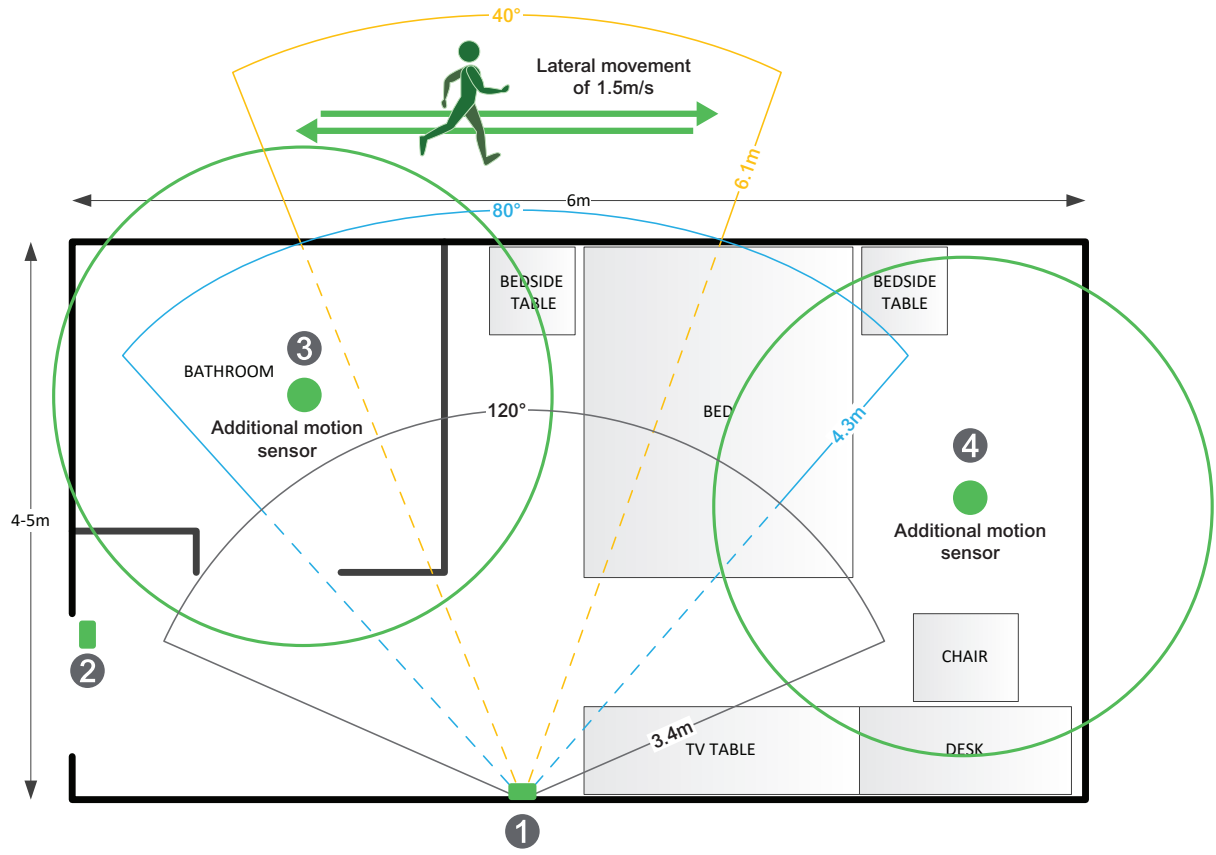 40°
Lateral movement
of 1.5m/s
6.1m
6m
80°
BEDSIDE
TABLE
BEDSIDE
TABLE
3
BATHROOM
Additional motion
sensor
120°
BED
4.3m
4
Additional motion
sensor
4-5m
2
CHAIR
3.4m
TV TABLE
DESK
1